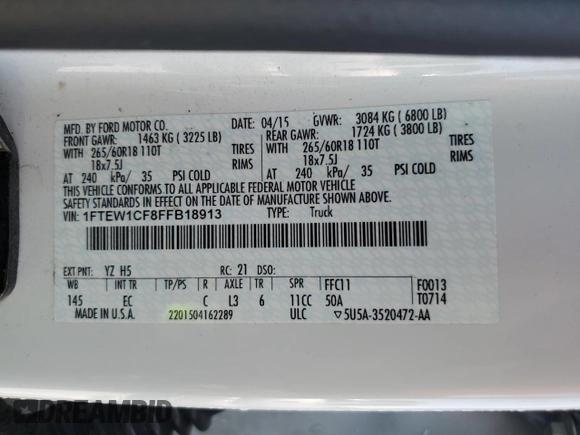 MFD. BY FORD MOTOR CO.
DATE: 04/15 GVWR: 3084 KG ( 6800 LB)
FRONT GAWR: 1463 KG ( 3225 LB)
REAR GAWR: 1724 KG ( 3800 LB)
WITH 265/60R18 110T TIRES
WITH 265/60R18 110T TIRES
18x7.5J RIMS
18x7.5J RIMS
AT 240 kPa/ 35 PSI COLD
AT 240 kPa/ 35 PSI COLD
THIS VEHICLE CONFORMS TO ALL APPLICABLE FEDERAL MOTOR VEHICLE
SAFETY STANDARDS IN EFFECT ON THE DATE OF MANUFACTURE SHOWN ABOVE.
VIN: 1FTEW1CF8FFB18913 TYPE: Truck
EXT PNT: YZ H5 RC: 21 DSO:
WB INT TR TP/PS R AXLE TR SPR FFC11 F0013
145 EC C L3 6 11CC 50A T0714
MADE IN U.S.A. 2201504162289 ULC 5U5A-3520472-AA
DREAMBID